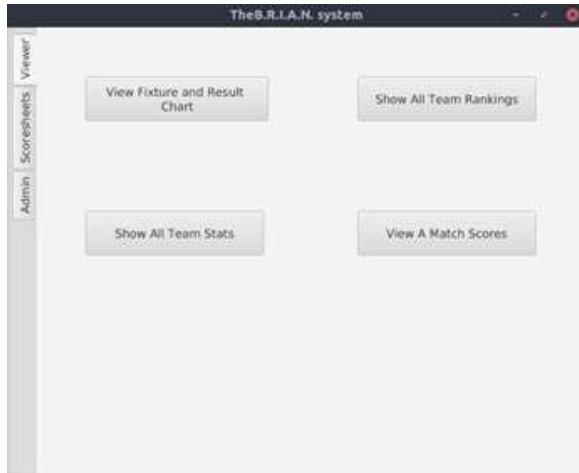 TheB.R.I.A.N. system
Viewer
Scoresheets
Admin
View Fixture and Result
Chart
Show All Team Rankings
Show All Team Stats
View A Match Scores